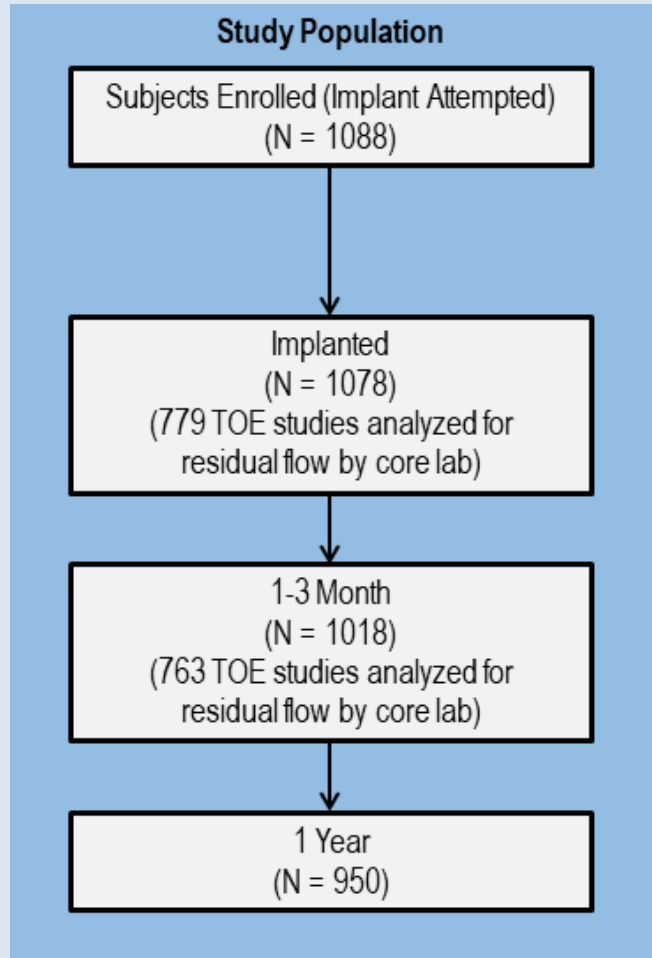 Study Population
Subjects Enrolled (Implant Attempted)
(N = 1088)
Implanted
(N = 1078)
(779 TOE studies analyzed for
residual flow by core lab)
1-3 Month
(N = 1018)
(763 TOE studies analyzed for
residual flow by core lab)
1 Year
(N = 950)